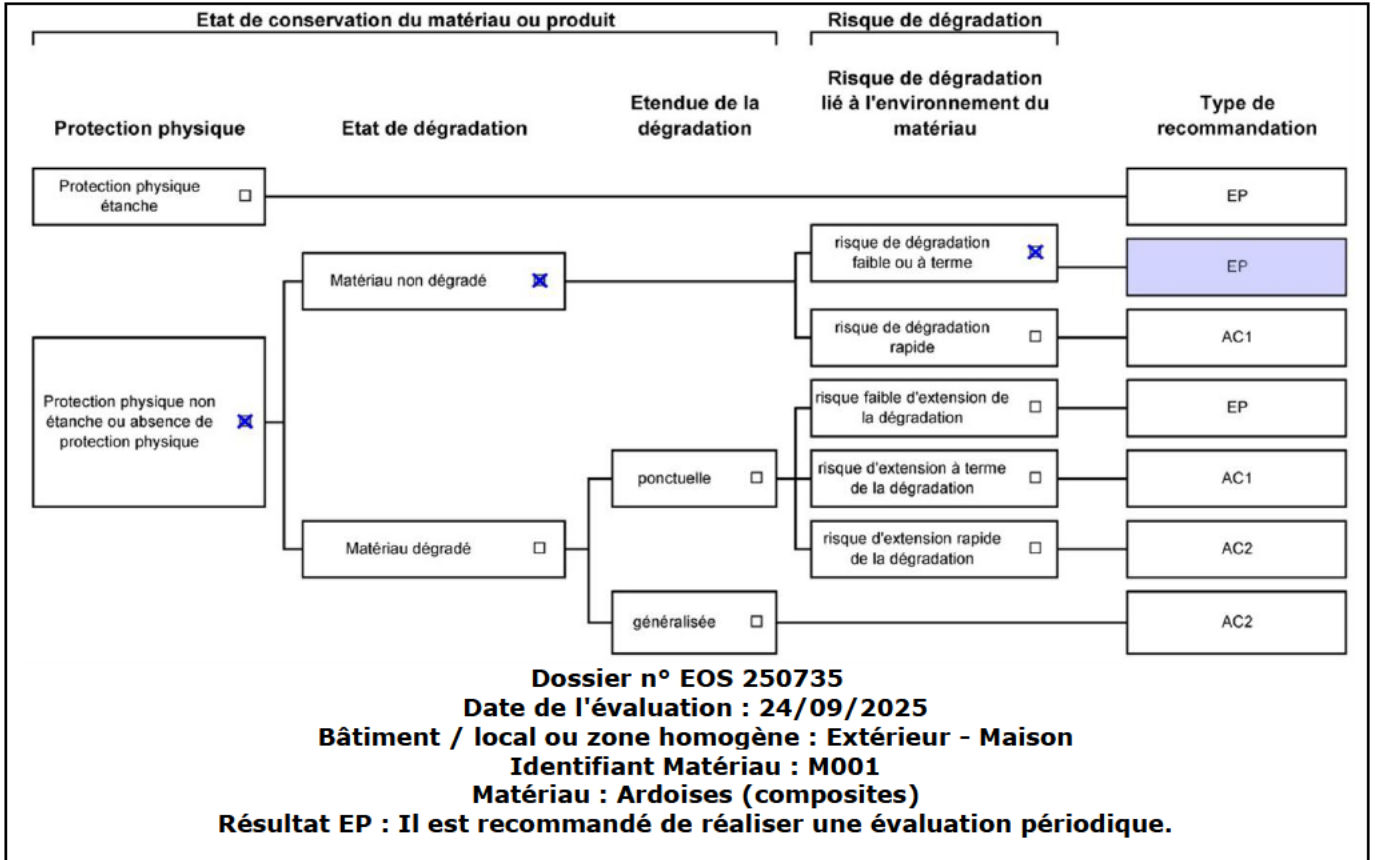 Etat de conservation du matériau ou produit
Risque de dégradation
Protection physique
Etat de dégradation
Etendue de la
dégradation
Risque de dégradation
lié à l'environnement du
matériau
Type de
recommandation
Protection physique
étanche
EP
Matériau non dégradé
risque de dégradation
faible ou à terme
EP
risque de dégradation
rapide
AC1
Protection physique non
étanche ou absence de
protection physique
risque faible d'extension de
la dégradation
EP
ponctuelle
risque d'extension à terme
de la dégradation
AC1
Matériau dégradé
risque d'extension rapide
de la dégradation
AC2
généralisée
AC2
Dossier n° EOS 250735
Date de l'évaluation : 24/09/2025
Bâtiment / local ou zone homogène : Extérieur - Maison
Identifiant Matériau : M001
Matériau : Ardoises (composites)
Résultat EP : Il est recommandé de réaliser une évaluation périodique.